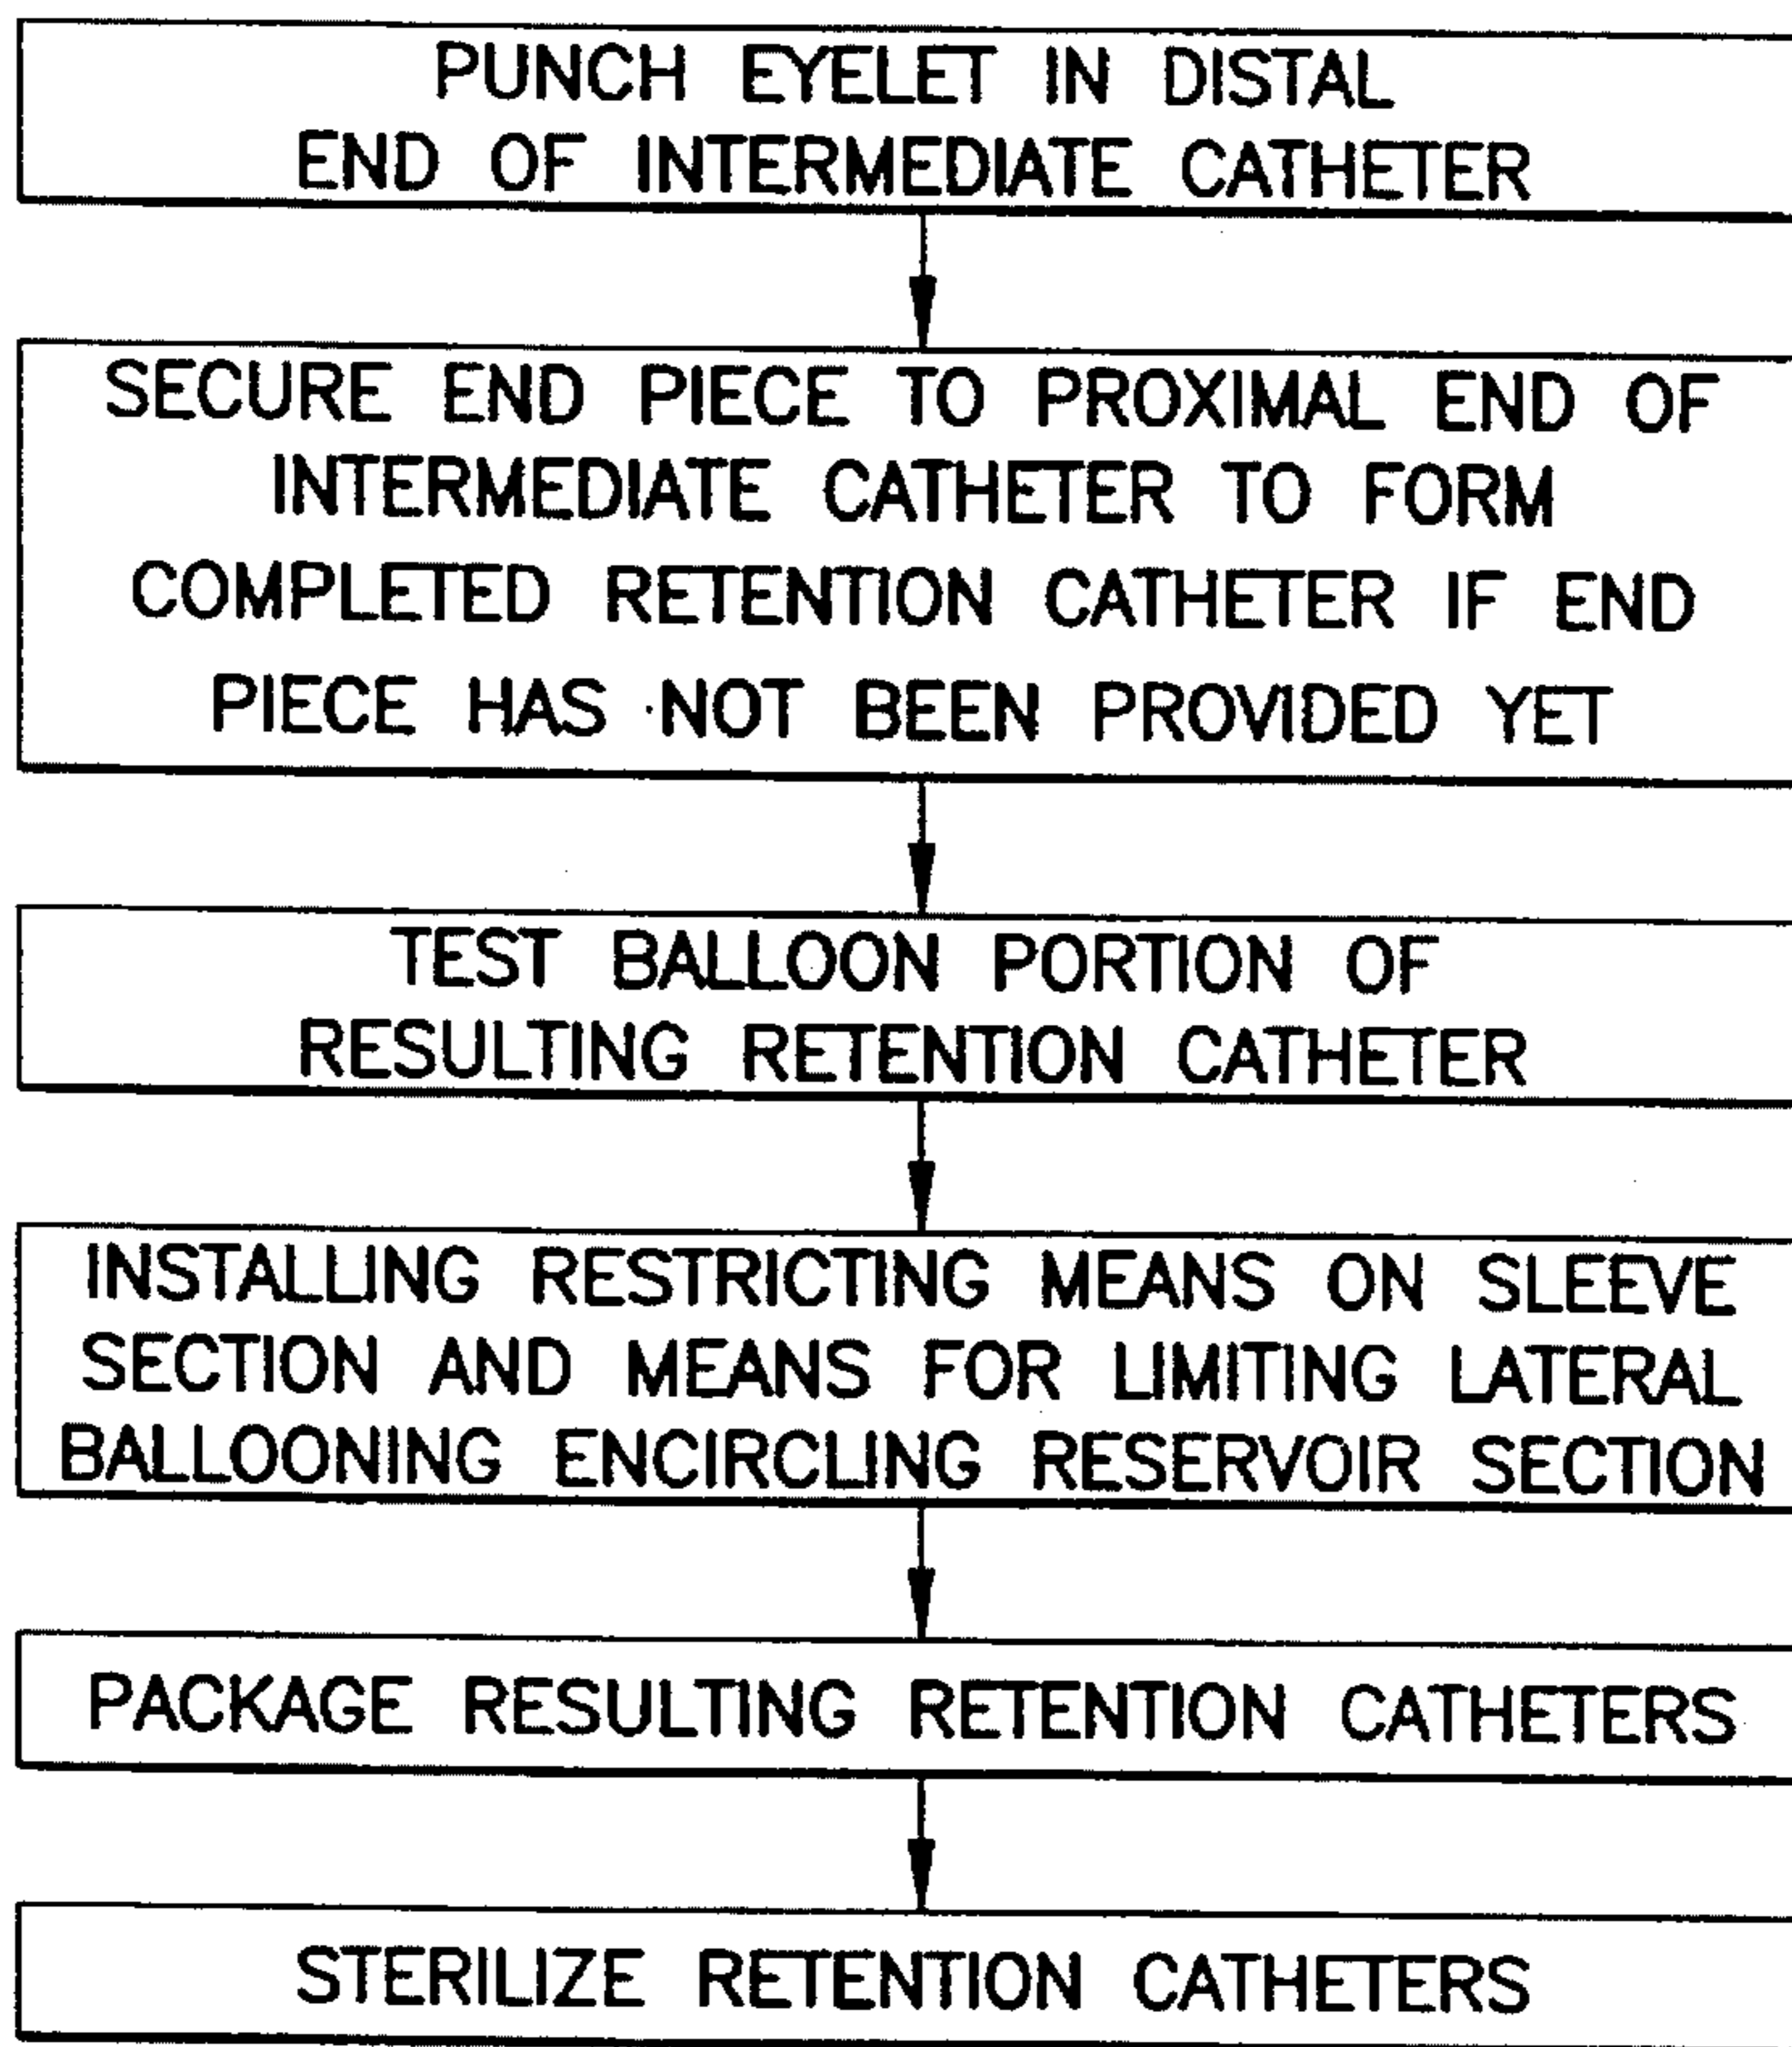 PUNCH EYELET IN DISTAL
END OF INTERMEDIATE CATHETER
SECURE END PIECE TO PROXIMAL END OF
INTERMEDIATE CATHETER TO FORM
COMPLETED RETENTION CATHETER IF END
PIECE HAS NOT BEEN PROVIDED YET
TEST BALLOON PORTION OF
RESULTING RETENTION CATHETER
INSTALLING RESTRICTING MEANS ON SLEEVE
SECTION AND MEANS FOR LIMITING LATERAL
BALLOONING ENCIRCLING RESERVOIR SECTION
PACKAGE RESULTING RETENTION CATHETERS
STERILIZE RETENTION CATHETERS